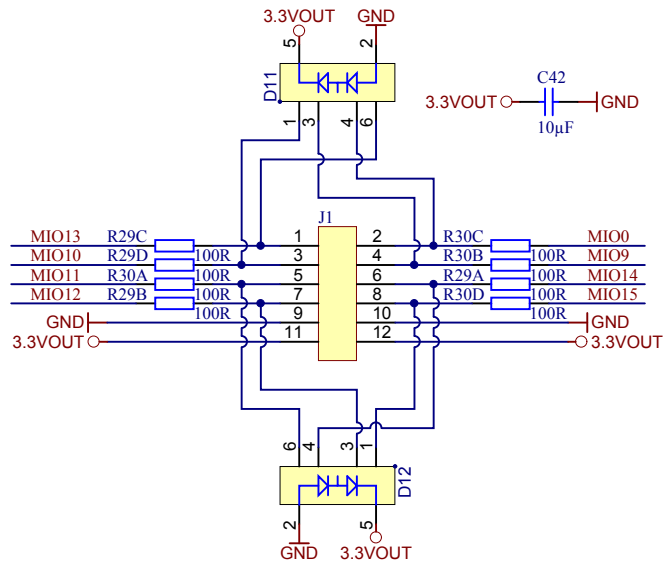 3.3VOUT GND
5 2
D11
1 3 4 6
C42
3.3VOUT GND
10µF
J1
MIO13 R29C 1 2 R30C MIO0
100R 100R
MIO10 R29D 3 4 R30B MIO9
100R 100R
MIO11 R30A 5 6 R29A MIO14
100R 100R
MIO12 R29B 7 8 R30D MIO15
100R 100R
GND 9 10 GND
3.3VOUT 11 12 3.3VOUT
6 4 3 1
D12
2 5
GND 3.3VOUT